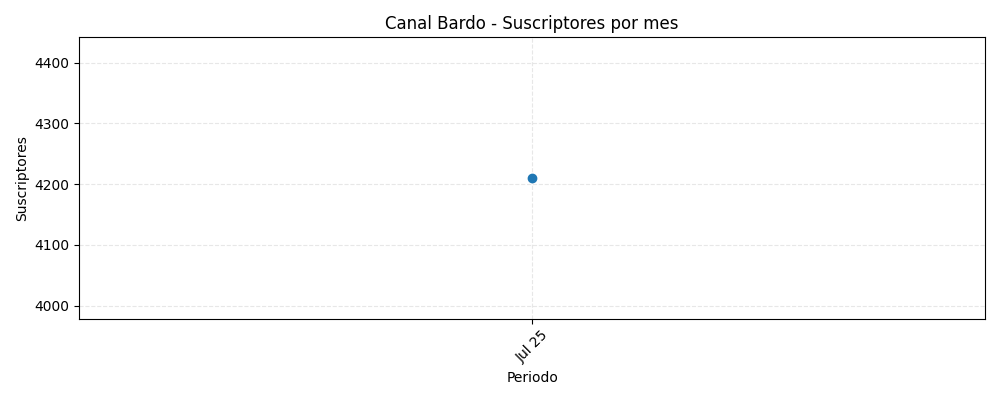 Canal Bardo - Suscriptores por mes
4400
4300
4200
4100
4000
Suscriptores
Jul 25
Periodo